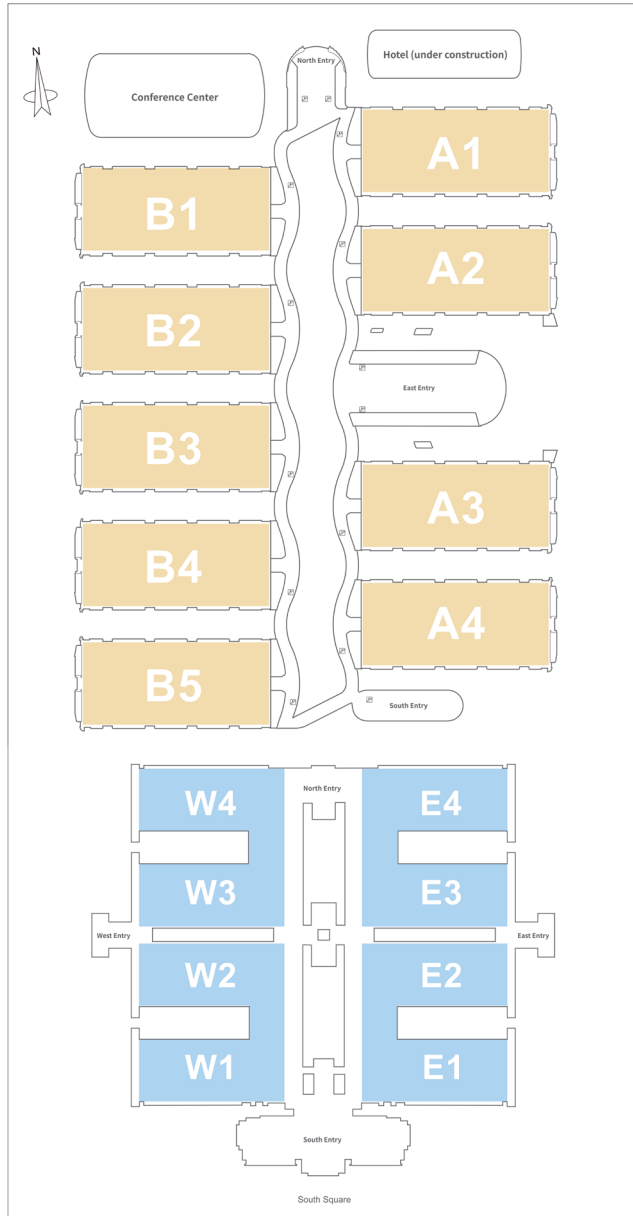 N
North Entry
Hotel (under construction)
Conference Center
A1
B1
A2
B2
East Entry
B3
A3
B4
A4
B5
South Entry
North Entry
W4
E4
W3
E3
West Entry
East Entry
W2
E2
W1
E1
South Entry
South Square